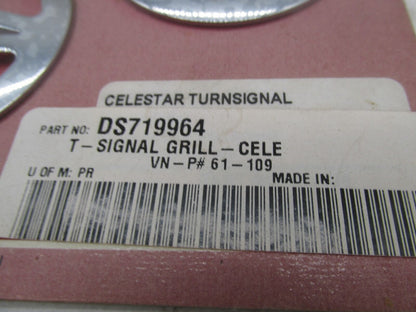 CELESTAR TURNSIGNAL
PART NO: DS719964
T-SIGNAL GRILL-CELE
VN-P# 61-109
U OF M: PR MADE IN: